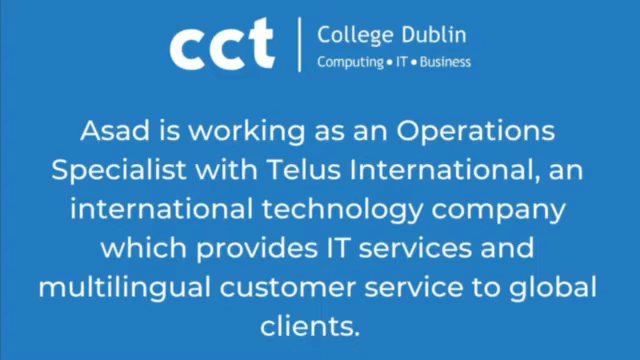 cct
College Dublin
Computing • IT • Business
Asad is working as an Operations
Specialist with Telus International, an
international technology company
which provides IT services and
multilingual customer service to global
clients.